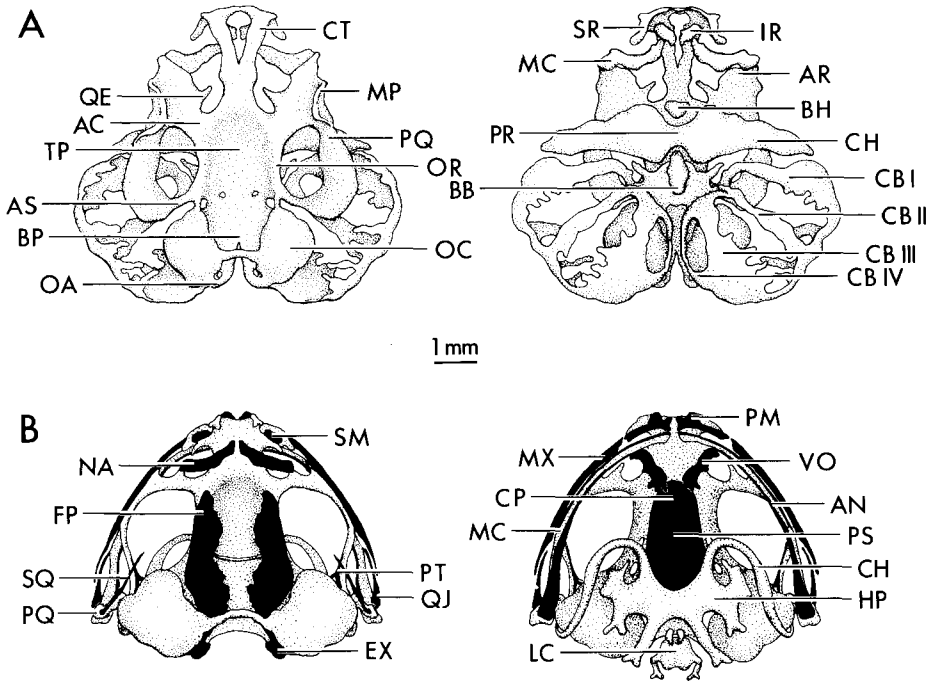 A
CT
QE
MP
AC
PQ
TP
OR
AS
BP
OC
OA
SR
IR
MC
AR
BH
PR
CH
BB
CB I
CB II
CB III
CB IV
1 mm
B
SM
NA
FP
SQ
PT
PQ
QJ
EX
PM
MX
VO
CP
AN
MC
PS
CH
HP
LC